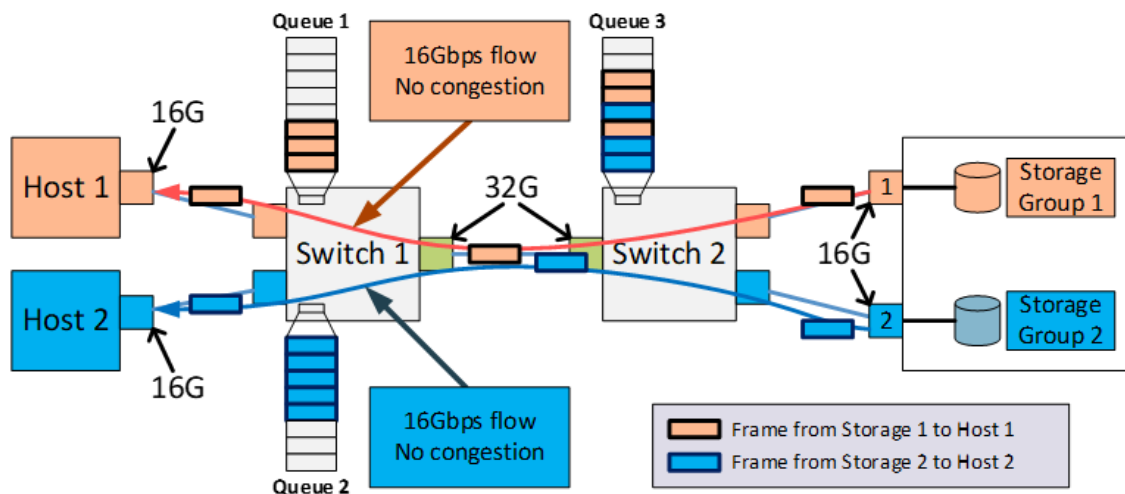 Queue 1
Queue 3
16Gbps flow
No congestion
16G
Host 1
32G
1
Storage
Group 1
Switch 1
Switch 2
16G
Host 2
2
Storage
Group 2
16G
16Gbps flow
No congestion
Frame from Storage 1 to Host 1
Frame from Storage 2 to Host 2
Queue 2